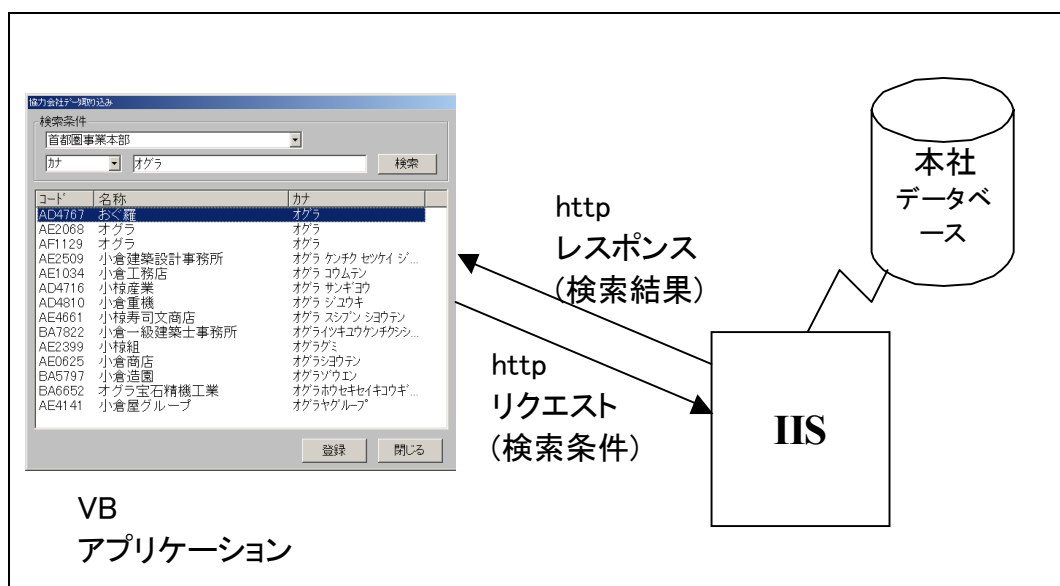 協力会社データ取り込み
検索条件
首都圏事業本部
カナ オグラ 検索
コード 名称 カナ
AD4767 おぐ羅 オグラ
AE2068 オグラ オグラ
AF1129 オグラ オグラ
AE2509 小倉建築設計事務所 オグラ ケンチク セツケイ ジ...
AE1034 小倉工務店 オグラ コウムテン
AD4716 小椋産業 オグラ サンギヨウ
AD4810 小倉重機 オグラ ジユウキ
AE4661 小椋寿司文商店 オグラ スシブン シヨウテン
BA7822 小倉一級建築士事務所 オグライツキユウケンチクシシ...
AE2399 小椋組 オグラグミ
AE0625 小倉商店 オグラシヨウテン
BA5797 小倉造園 オグラゾウエン
BA6652 オグラ宝石精機工業 オグラホウセキセイキコウギ...
AE4141 小倉屋グループ オグラヤグループ
登録 閉じる
VB
アプリケーション
http
レスポンス
(検索結果)
http
リクエスト
(検索条件)
IIS
本社
データベ
ース